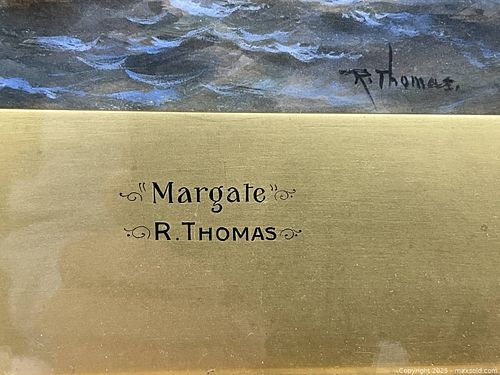 R. Thomas.
"Margate"
R. THOMAS
Copyright 2025 - maxsold.com